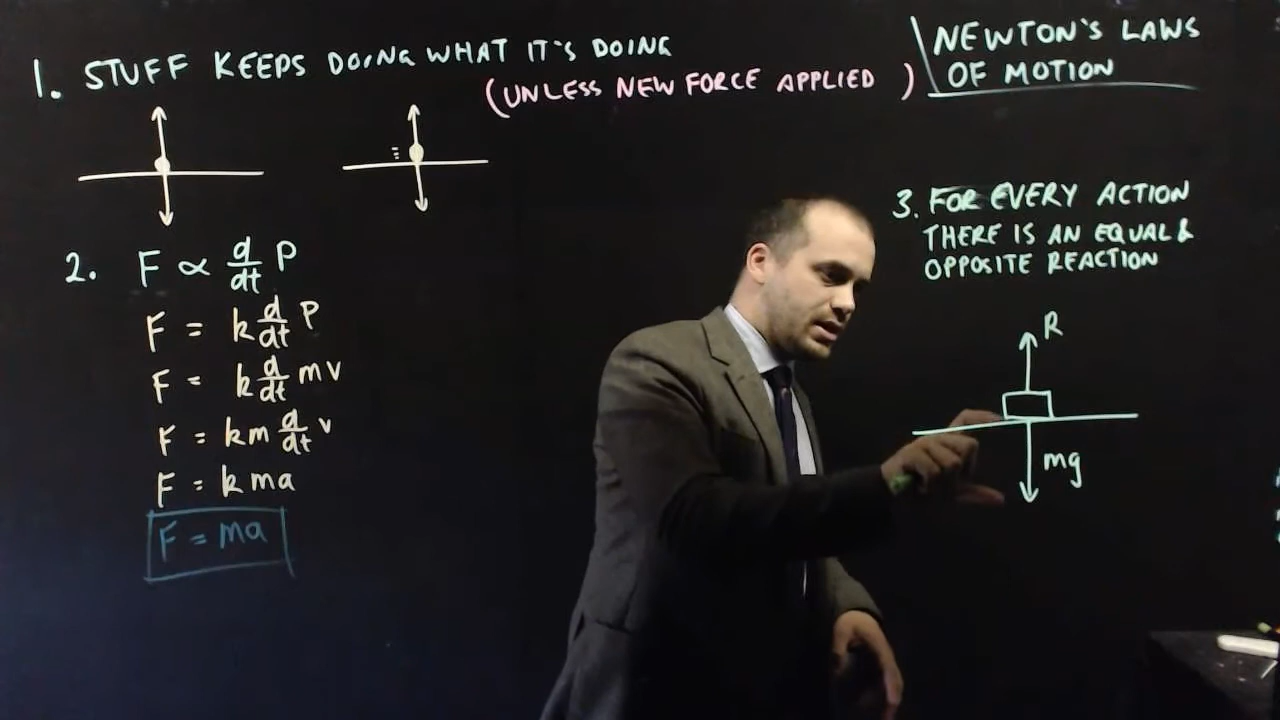 NEWTON'S LAWS
OF MOTION
1. STUFF KEEPS DOING WHAT IT'S DOING
(UNLESS NEW FORCE APPLIED)
2. F ∝ d/dt P
F = k d/dt P
F = k d/dt mv
F = km d/dt v
F = kma
F = ma
3. FOR EVERY ACTION
THERE IS AN EQUAL &
OPPOSITE REACTION
R
mg